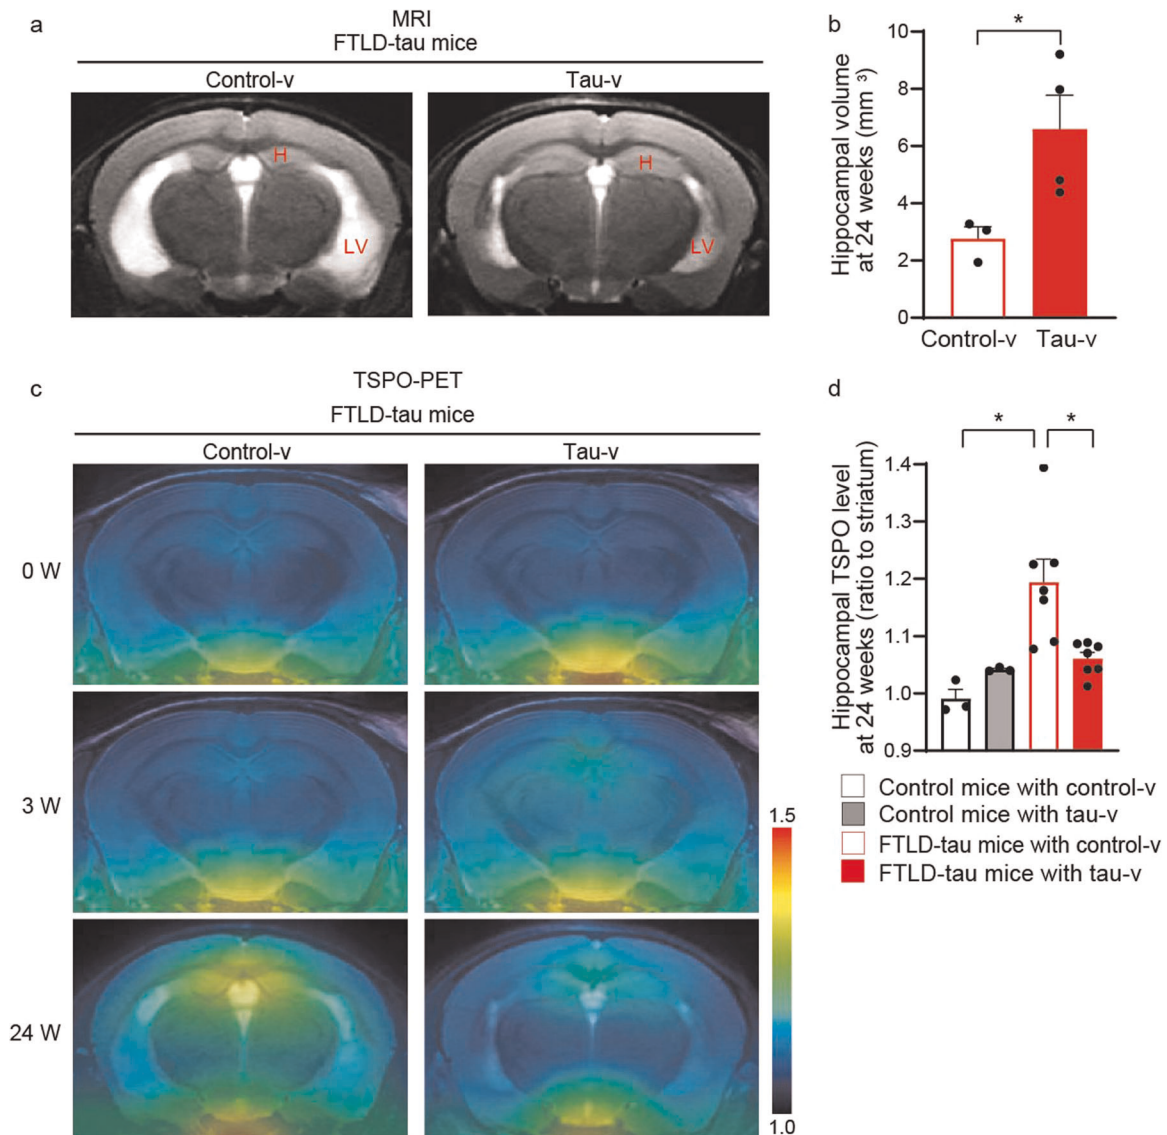 a
MRI
FTLD-tau mice
Control-v
Tau-v
H
LV
H
LV
b
Hippocampal volume
at 24 weeks (mm ³)
10
8
6
4
2
0
*
Control-v
Tau-v
c
TSPO-PET
FTLD-tau mice
Control-v
Tau-v
0 W
3 W
24 W
1.5
1.0
d
Hippocampal TSPO level
at 24 weeks (ratio to striatum)
*
*
1.4
1.3
1.2
1.1
1.0
0.9
Control mice with control-v
Control mice with tau-v
FTLD-tau mice with control-v
FTLD-tau mice with tau-v